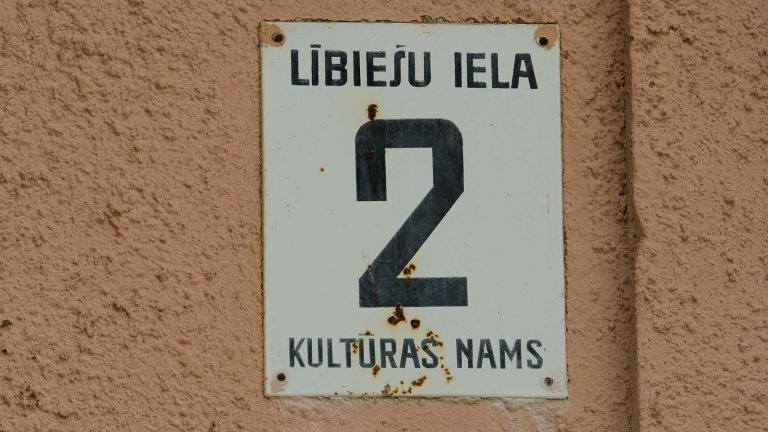 LĪBIEŠU IELA
2
KULTŪRAS NAMS